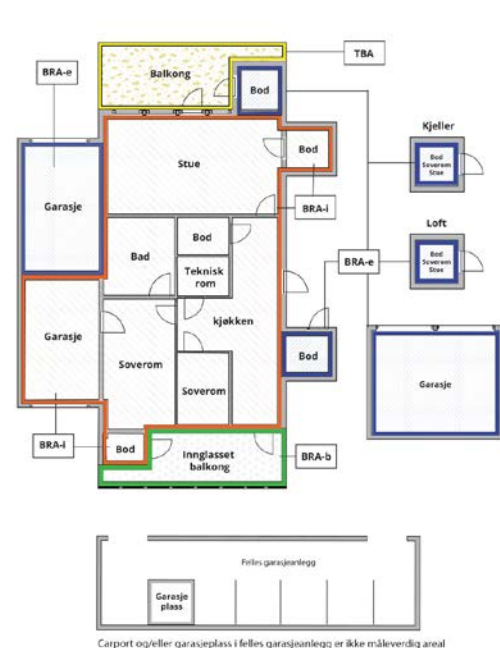 TBA
BRA-e
Balkong
Bod
Kjeller
Stue
Bod
Bod
Soverom
Stue
Garasje
BRA-i
Loft
Bad
Bod
Teknisk
rom
BRA-e
Bod
Soverom
Stue
kjøkken
Garasje
Soverom
Bod
Soverom
Garasje
BRA-i
Bod
Innglasset
balkong
BRA-b
Felles garasjeanlegg
Garasje
plass
Carport og/eller garasjeplass i felles garasjeanlegg er ikke måleverdig areal